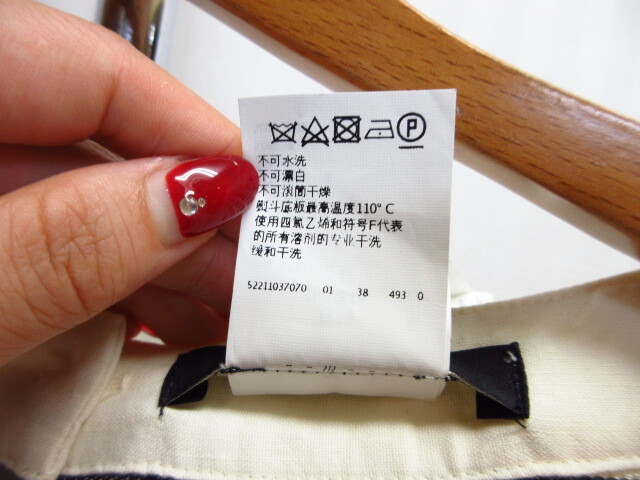 P
不可水洗
不可漂白
不可滚筒干燥
熨斗底板最高温度110°C
使用四氯乙烯和符号F代表
的所有溶剂的专业干洗
缓和干洗
52211037070 01 38 493 0